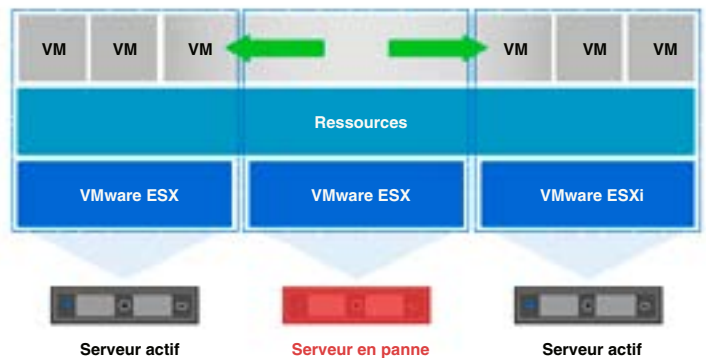 VM VM VM VM VM VM
Ressources
VMware ESX VMware ESX VMware ESXi
Serveur actif Serveur en panne Serveur actif